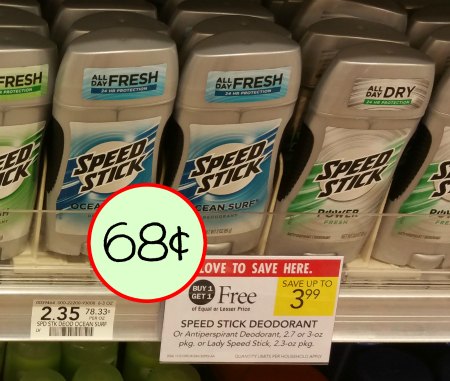 FRESH
ALL DAY FRESH
24 HR PROTECTION
ALL DAY FRESH
24 HR PROTECTION
ALL DAY DRY
SPEED STICK
SPEED STICK
SPEED STICK
SPEED STICK
OCEAN SURF
POWER
FRESH
68¢
LOVE TO SAVE HERE.
BUY 1 GET 1 Free
of Equal or Lesser Price
SAVE UP TO
3.99
SPEED STICK DEODORANT
Or Antiperspirant Deodorant, 2.7 or 3-oz
pkg. or Lady Speed Stick, 2.3-oz pkg.
QUANTITY LIMITS PER HOUSEHOLD APPLY
2.35 78.33¢
PER OZ
SPD STK DEOD OCEAN SURF